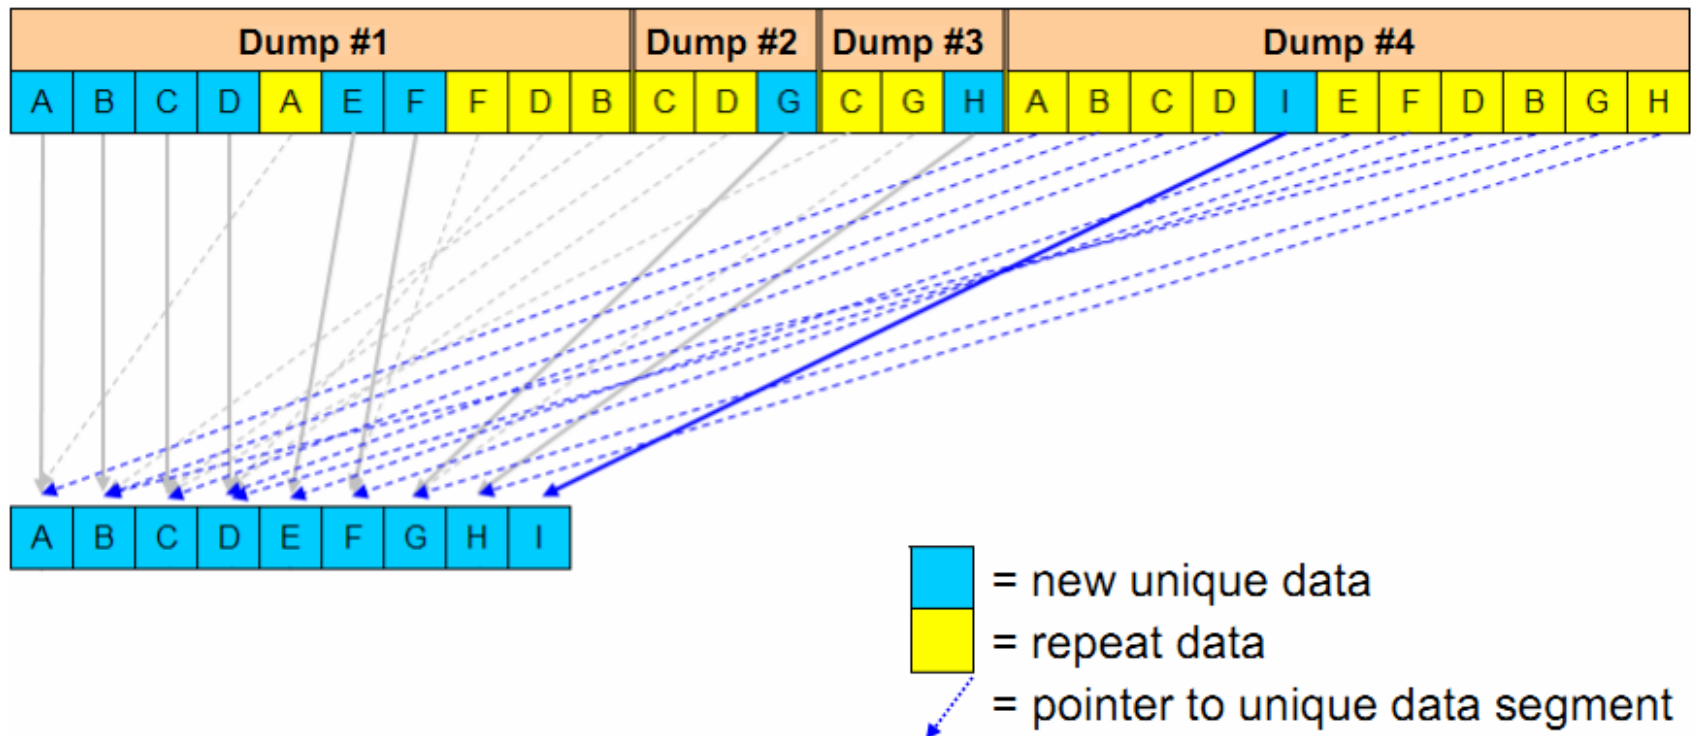 Dump #1 Dump #2 Dump #3 Dump #4
A B C D A E F F D B C D G C G H A B C D I E F D B G H
A B C D E F G H I
= new unique data
= repeat data
= pointer to unique data segment